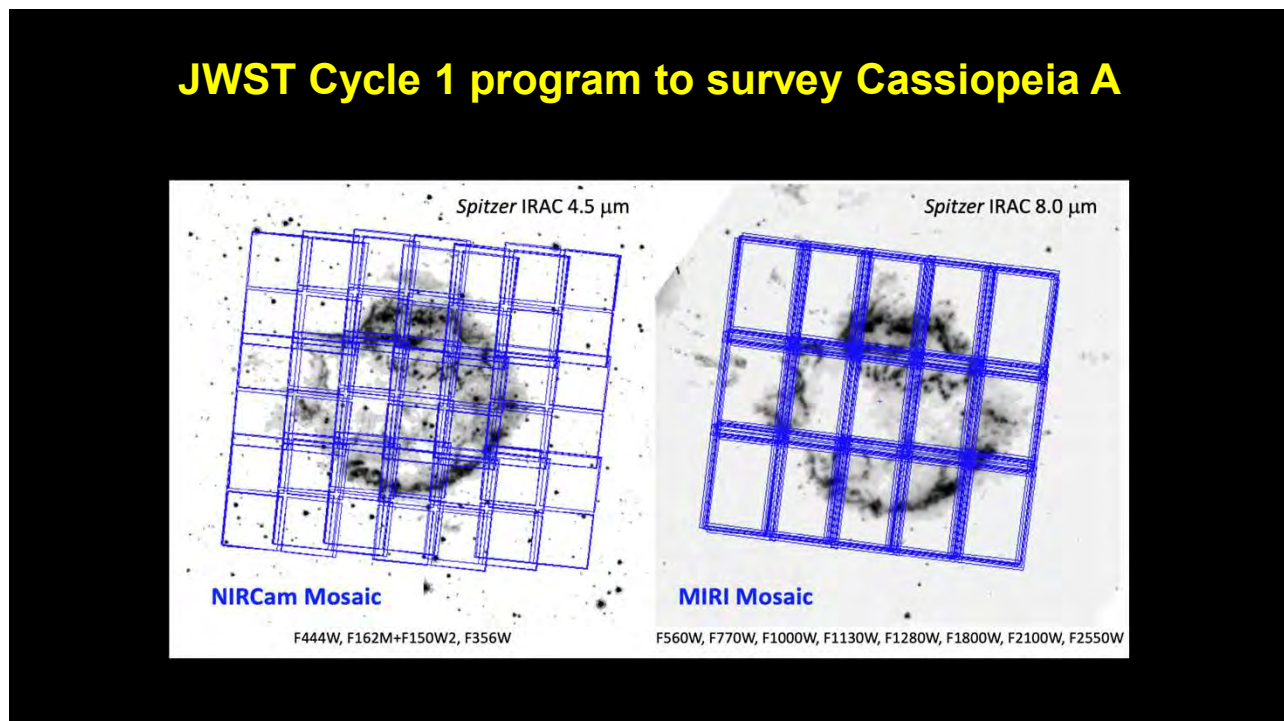 JWST Cycle 1 program to survey Cassiopeia A
Spitzer IRAC 4.5 μm
NIRCam Mosaic
F444W, F162M+F150W2, F356W
Spitzer IRAC 8.0 μm
MIRI Mosaic
F560W, F770W, F1000W, F1130W, F1280W, F1800W, F2100W, F2550W